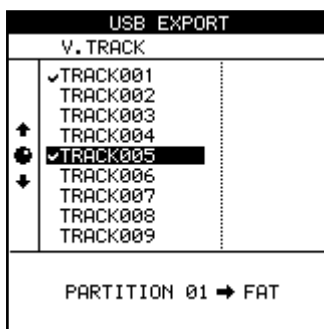 USB EXPORT
V.TRACK
✓TRACK001
TRACK002
TRACK003
TRACK004
✓TRACK005
TRACK006
TRACK007
TRACK008
TRACK009
PARTITION 01 ➡ FAT